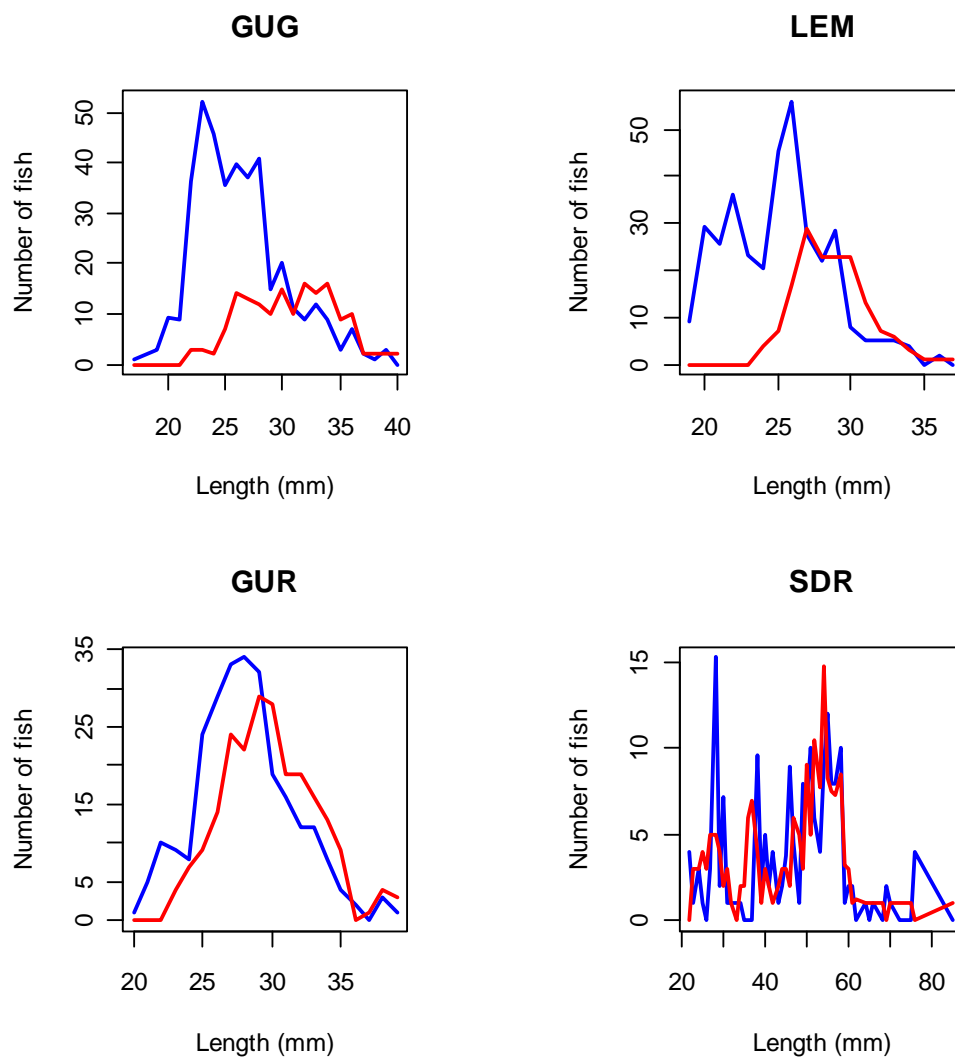 GUG
Number of fish
0 10 20 30 40 50
20 25 30 35 40
Length (mm)
LEM
Number of fish
0 10 30 50
20 25 30 35
Length (mm)
GUR
Number of fish
0 5 15 25 35
20 25 30 35
Length (mm)
SDR
Number of fish
0 5 10 15
20 40 60 80
Length (mm)